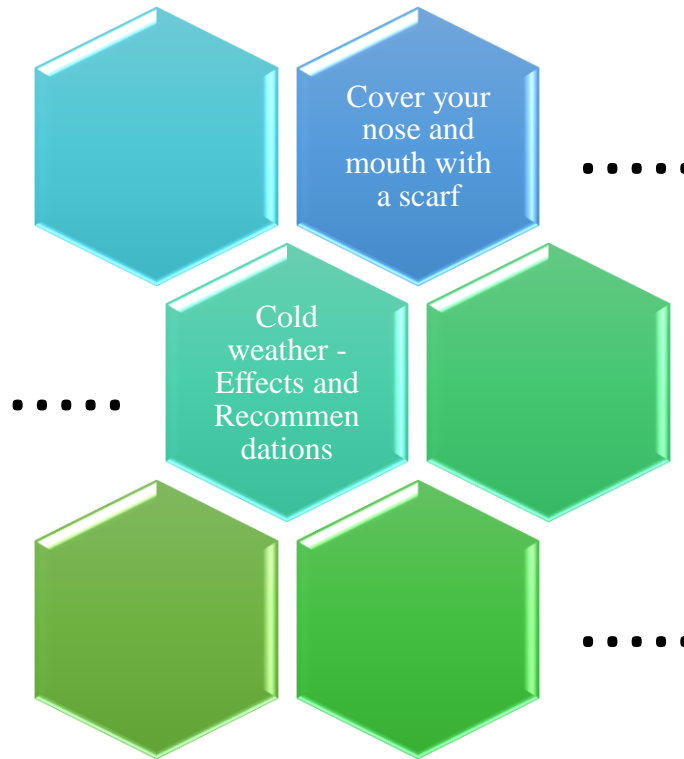 Cover your
nose and
mouth with
a scarf
.....
Cold
weather -
Effects and
Recommen
dations
.....
.....